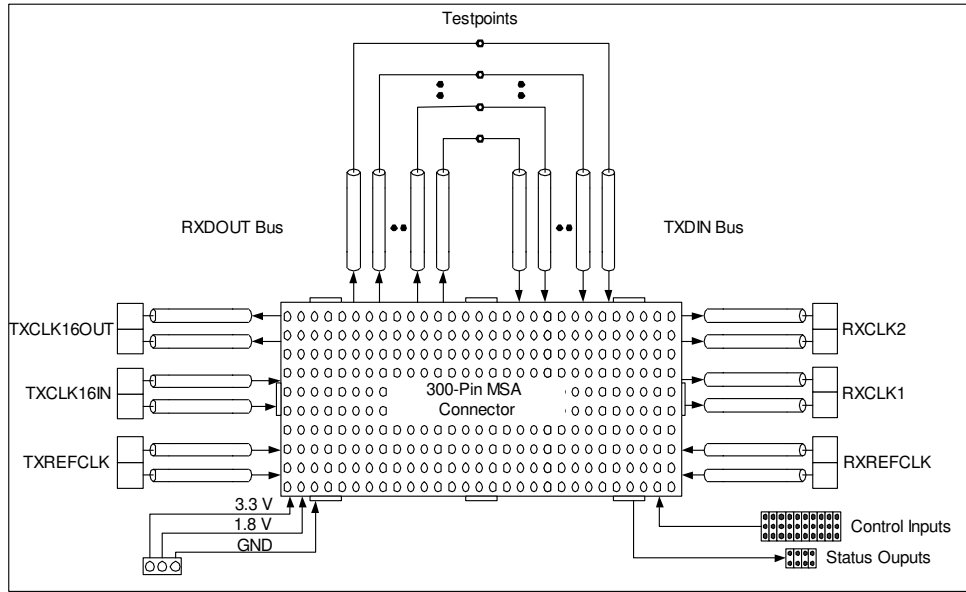 Testpoints
RXDOUT Bus
TXDIN Bus
TXCLK16OUT
RXCLK2
TXCLK16IN
300-Pin MSA
Connector
RXCLK1
TXREFCLK
RXREFCLK
3.3 V
1.8 V
GND
Control Inputs
Status Ouputs